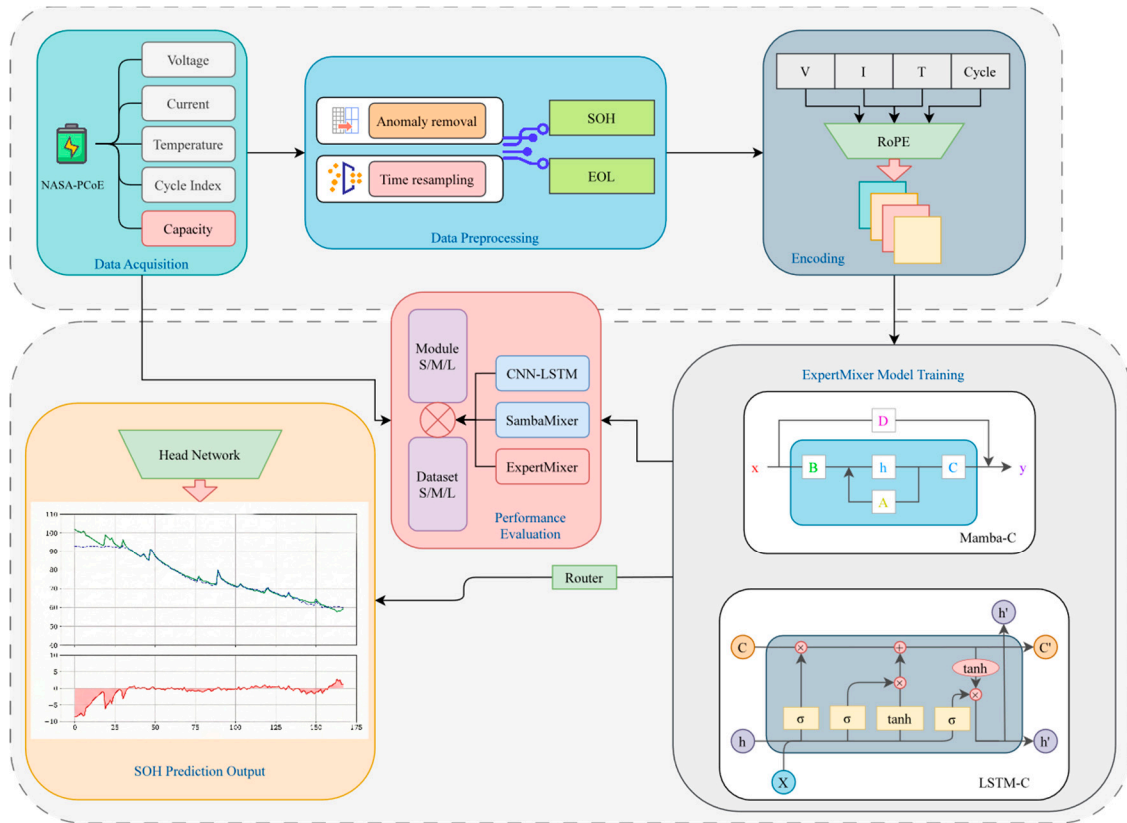 Voltage
Current
Temperature
Cycle Index
Capacity
NASA-PCoE
Data Acquisition
Anomaly removal
Time resampling
SOH
EOL
Data Preprocessing
V I T Cycle
RoPE
Encoding
Module
S/M/L
Dataset
S/M/L
CNN-LSTM
SambaMixer
ExpertMixer
Performance
Evaluation
ExpertMixer Model Training
D
x B h C y
A
Mamba-C
Router
h'
C × + C'
tanh
× ×
σ σ tanh σ
h h'
X
LSTM-C
Head Network
110
100
90
80
70
60
50
40
10
5
0
−5
−10
0 25 50 75 100 125 150 175
SOH Prediction Output